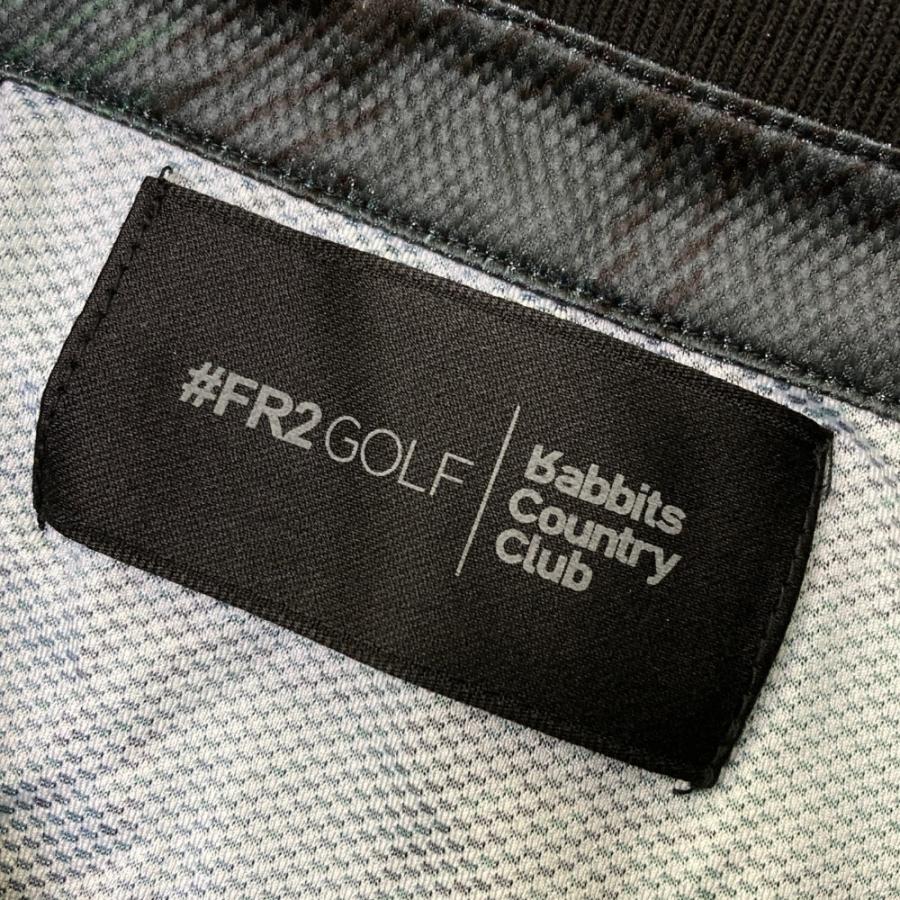 #FR2GOLF
Rabbits
Country
Club